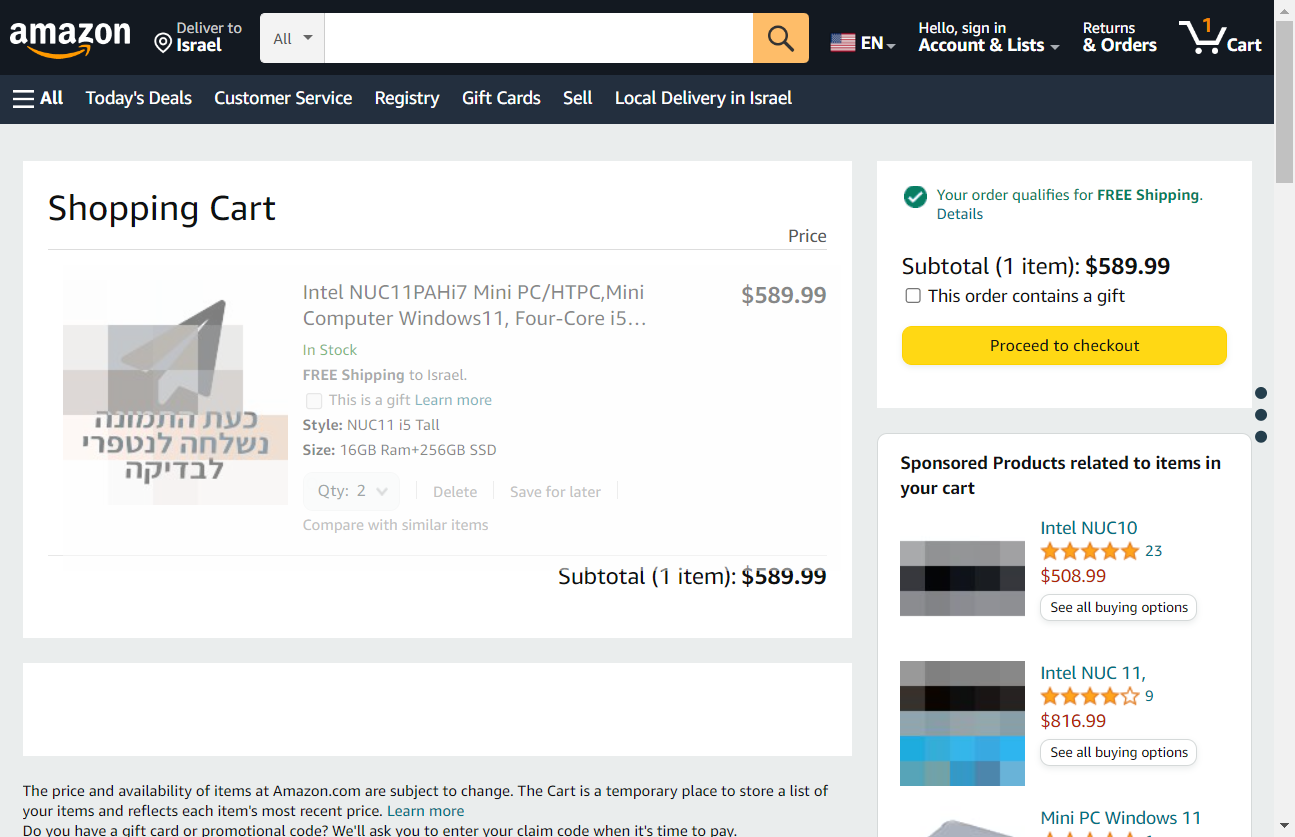 amazon
Deliver to
Israel
All
EN
Hello, sign in
Account & Lists
Returns
& Orders
1
Cart
All
Today's Deals
Customer Service
Registry
Gift Cards
Sell
Local Delivery in Israel
Shopping Cart
Price
כעת התמונה
נשלחה לנטפרי
לבדיקה
Intel NUC11PAHi7 Mini PC/HTPC,Mini
Computer Windows11, Four-Core i5…
$589.99
In Stock
FREE Shipping to Israel.
This is a gift Learn more
Style: NUC11 i5 Tall
Size: 16GB Ram+256GB SSD
Qty: 2
Delete
Save for later
Compare with similar items
Subtotal (1 item): $589.99
Your order qualifies for FREE Shipping.
Details
Subtotal (1 item): $589.99
This order contains a gift
Proceed to checkout
Sponsored Products related to items in
your cart
Intel NUC10
23
$508.99
See all buying options
Intel NUC 11,
9
$816.99
See all buying options
Mini PC Windows 11
The price and availability of items at Amazon.com are subject to change. The Cart is a temporary place to store a list of
your items and reflects each item's most recent price. Learn more
Do you have a gift card or promotional code? We'll ask you to enter your claim code when it's time to pay.